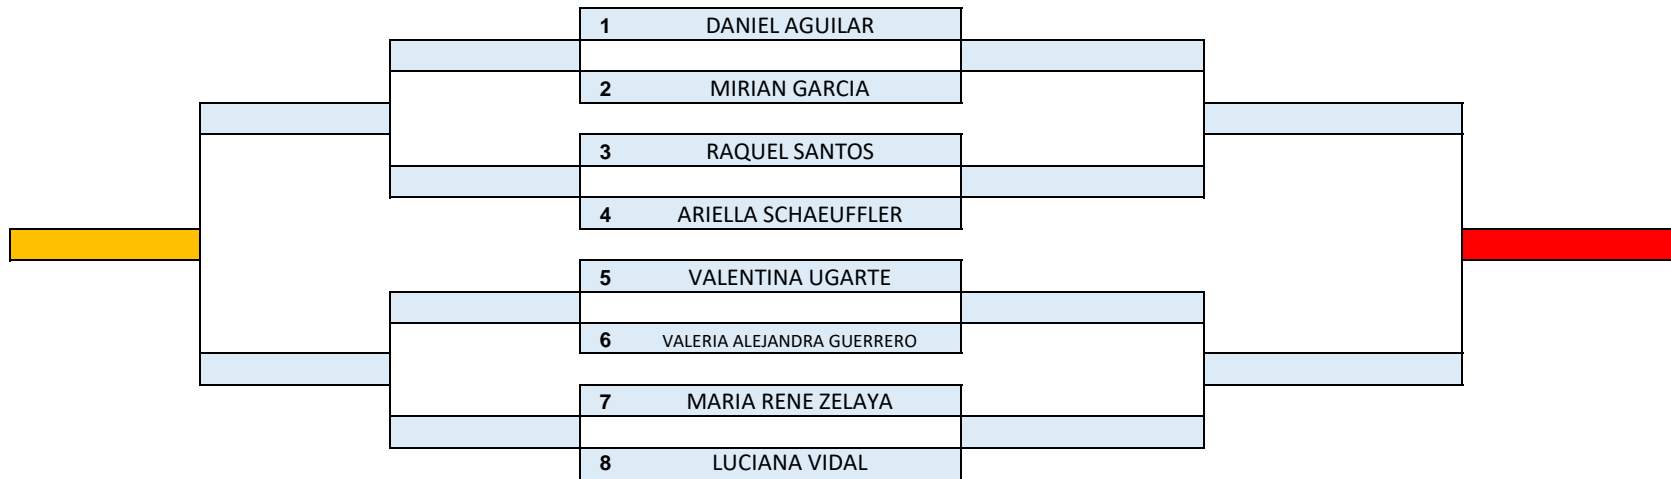 1 DANIEL AGUILAR
2 MIRIAN GARCIA
3 RAQUEL SANTOS
4 ARIELLA SCHAEUFFLER
5 VALENTINA UGARTE
6 VALERIA ALEJANDRA GUERRERO
7 MARIA RENE ZELAYA
8 LUCIANA VIDAL